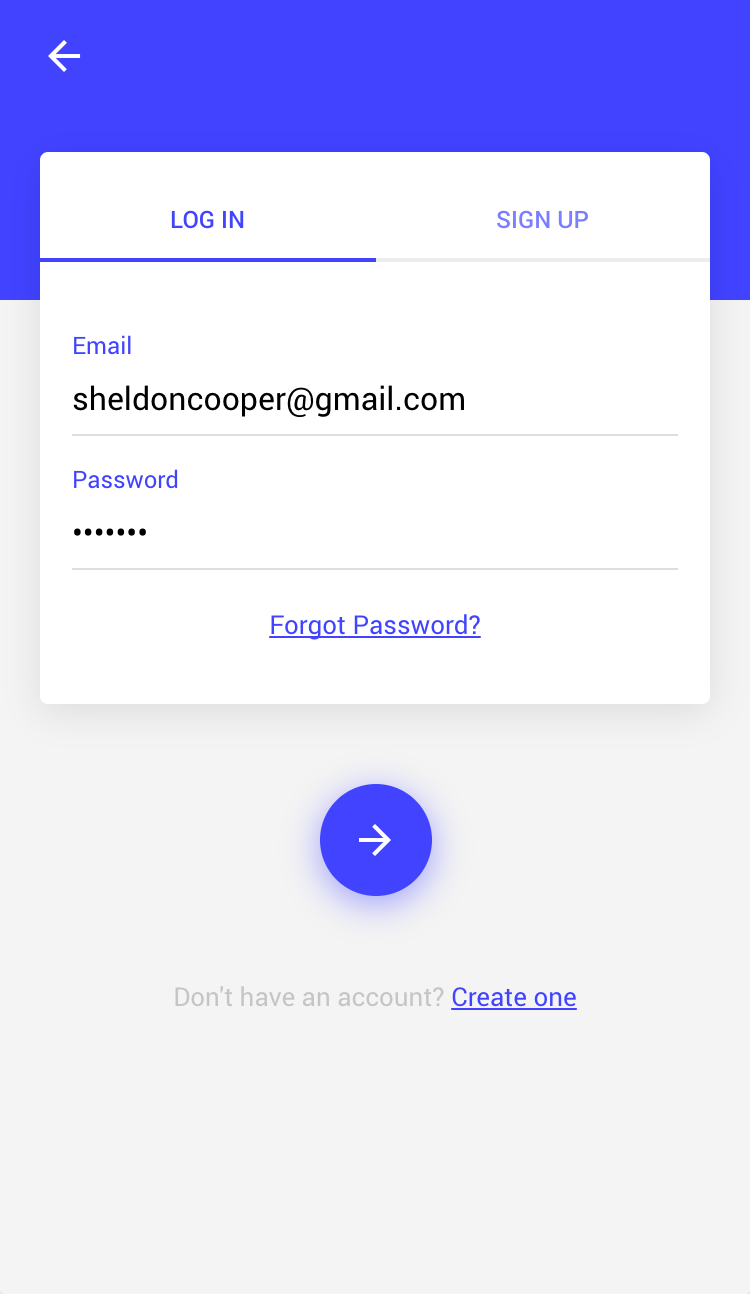 LOG IN SIGN UP
Email
sheldoncooper@gmail.com
Password
•••••••
Forgot Password?
Don't have an account? Create one